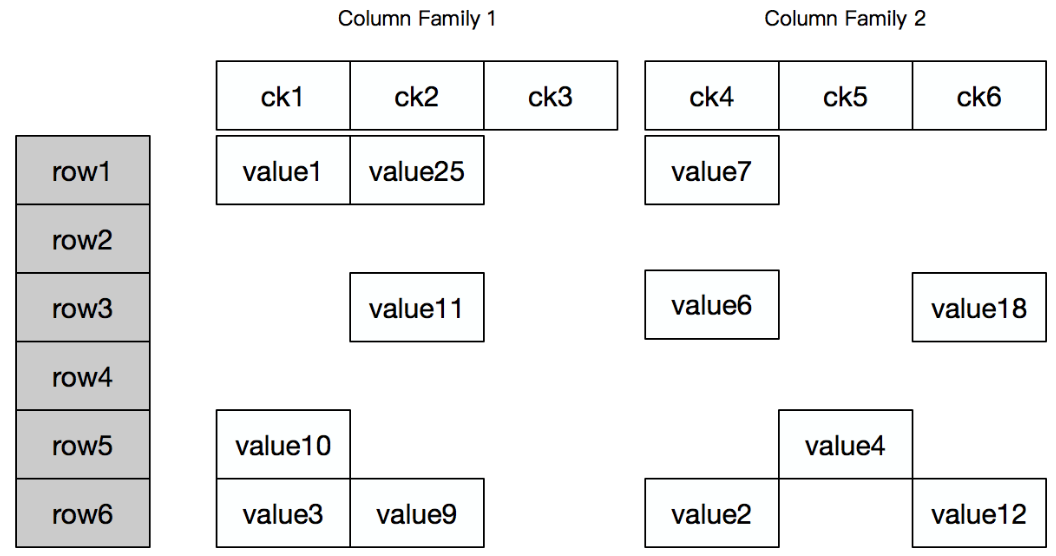 Column Family 1 Column Family 2
ck1 ck2 ck3 ck4 ck5 ck6
row1 value1 value25 value7
row2
row3 value11 value6 value18
row4
row5 value10 value4
row6 value3 value9 value2 value12